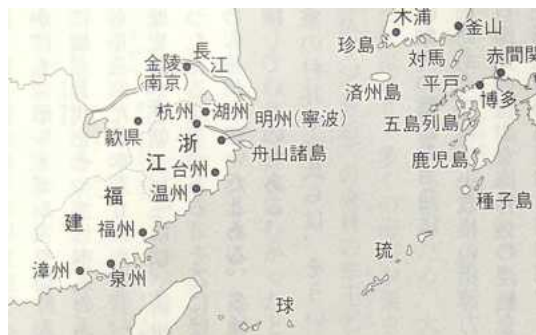 木浦
釜山
珍島
対馬
赤間関
金陵
(南京)
長江
済州島
平戸
博多
杭州
湖州
明州(寧波)
五島列島
歙県
浙江
舟山諸島
鹿児島
台州
種子島
温州
福建
福州
琉球
漳州
泉州